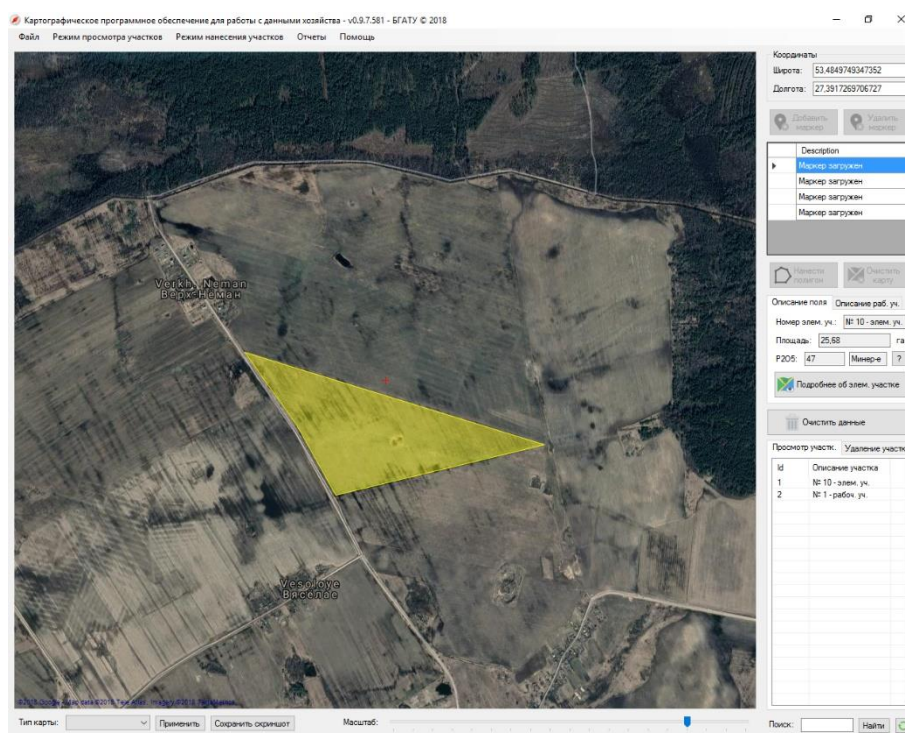 Картографическое программное обеспечение для работы с данными хозяйства - v0.9.7.581 - БГАТУ © 2018
Файл Режим просмотра участков Режим нанесения участков Отчеты Помощь
Координаты
Широта: 53,4849749347352
Долгота: 27,3917269706727
Добавить маркер Удалить маркер
Description
Маркер загружен
Маркер загружен
Маркер загружен
Маркер загружен
Нанести полигон Очистить карту
Описание поля Описание раб. уч.
Номер элем. уч.: № 10 - элем. уч.
Площадь: 25,68 га
P2O5: 47 Минер-е ?
Подробнее об элем. участке
Очистить данные
Просмотр участк. Удаление участк
Id Описание участка
1 № 10 - элем. уч.
2 № 1 - рабоч. уч.
Verkh. Neman
Верх-Неман
Vesoloye
Вясёлае
Тип карты: Применить Сохранить скриншот Масштаб: Поиск: Найти